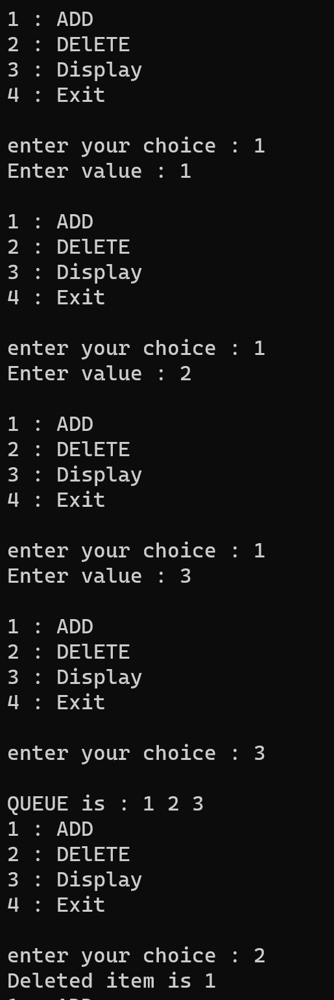 1 : ADD
2 : DElETE
3 : Display
4 : Exit
enter your choice : 1
Enter value : 1
1 : ADD
2 : DElETE
3 : Display
4 : Exit
enter your choice : 1
Enter value : 2
1 : ADD
2 : DElETE
3 : Display
4 : Exit
enter your choice : 1
Enter value : 3
1 : ADD
2 : DElETE
3 : Display
4 : Exit
enter your choice : 3
QUEUE is : 1 2 3
1 : ADD
2 : DElETE
3 : Display
4 : Exit
enter your choice : 2
Deleted item is 1